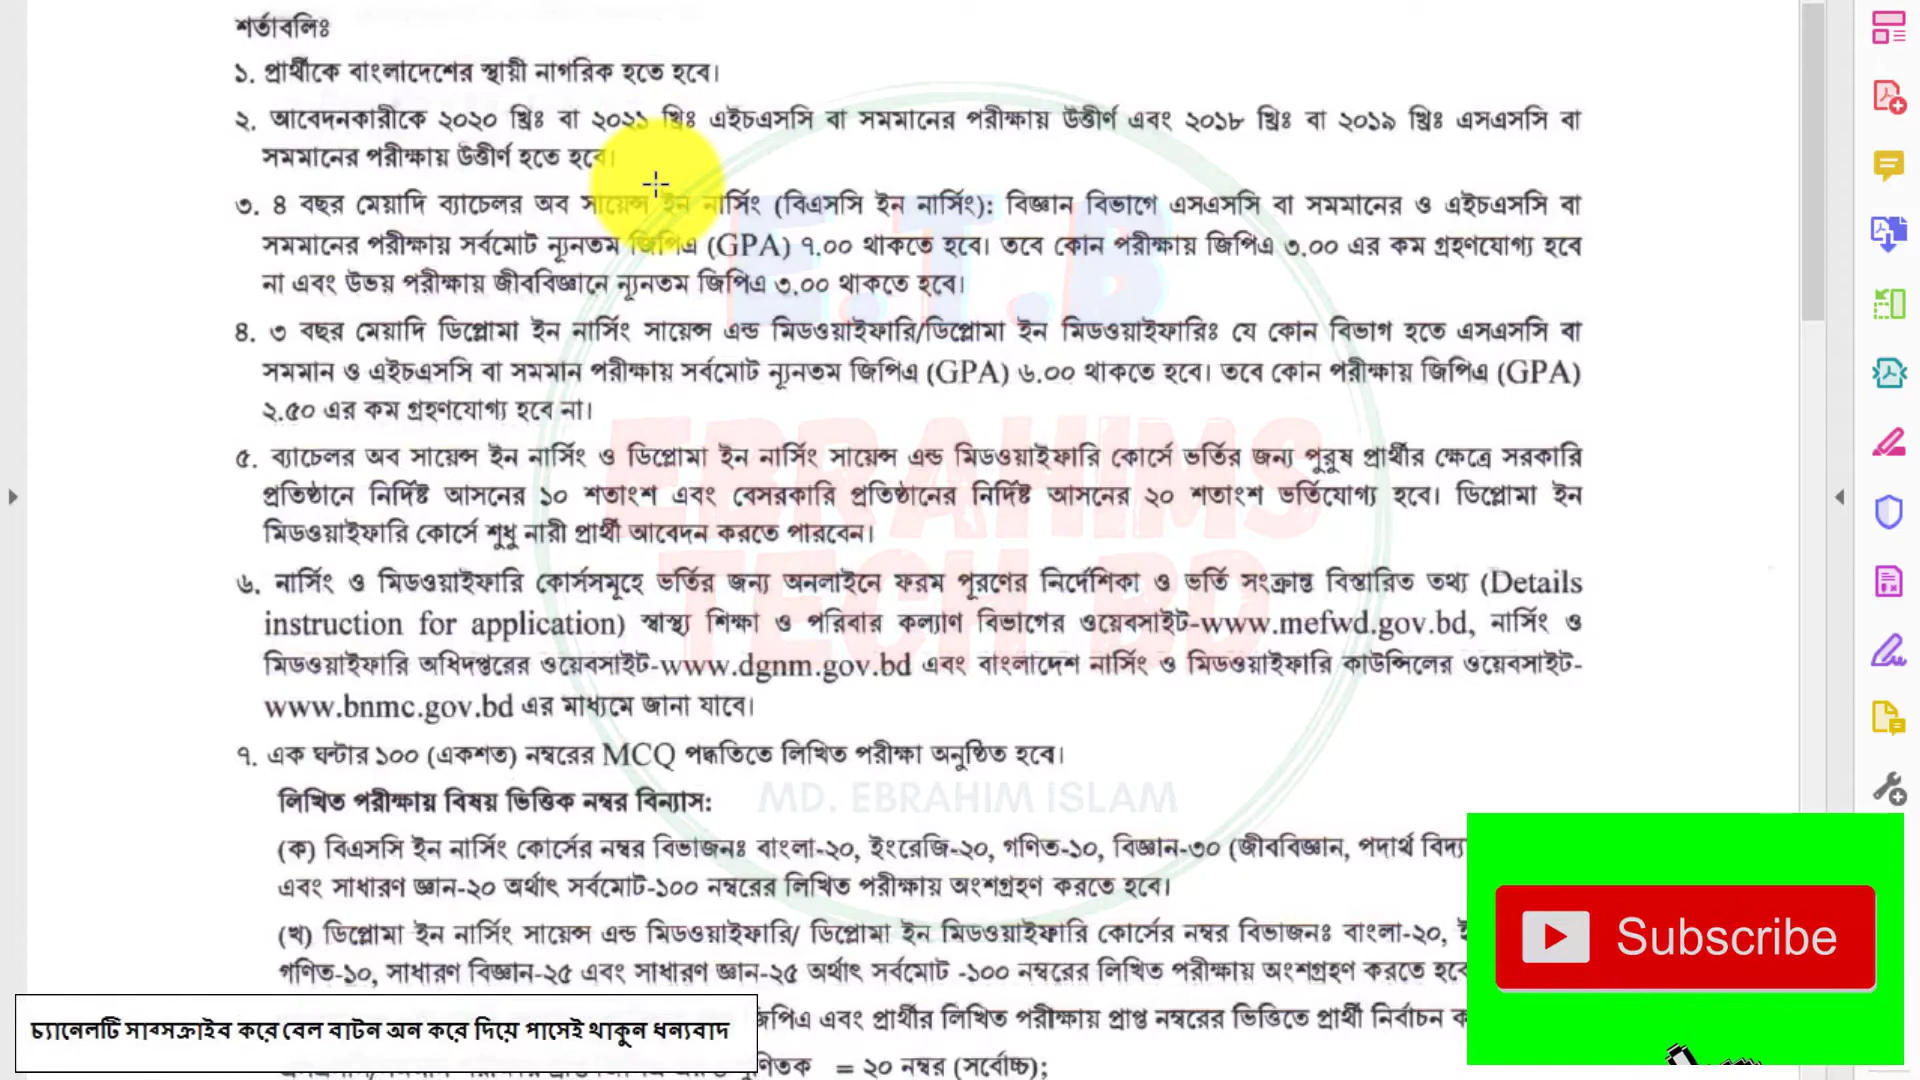 শর্তাবলিঃ
১. প্রার্থীকে বাংলাদেশের স্থায়ী নাগরিক হতে হবে।
২. আবেদনকারীকে ২০২০ খ্রিঃ বা ২০২১ খ্রিঃ এইচএসসি বা সমমানের পরীক্ষায় উত্তীর্ণ এবং ২০১৮ খ্রিঃ বা ২০১৯ খ্রিঃ এসএসসি বা
সমমানের পরীক্ষায় উত্তীর্ণ হতে হবে।
৩. ৪ বছর মেয়াদি ব্যাচেলর অব সায়েন্স ইন নার্সিং (বিএসসি ইন নার্সিং): বিজ্ঞান বিভাগে এসএসসি বা সমমানের ও এইচএসসি বা
সমমানের পরীক্ষায় সর্বমোট ন্যূনতম জিপিএ (GPA) ৭.০০ থাকতে হবে। তবে কোন পরীক্ষায় জিপিএ ৩.০০ এর কম গ্রহণযোগ্য হবে
না এবং উভয় পরীক্ষায় জীববিজ্ঞানে ন্যূনতম জিপিএ ৩.০০ থাকতে হবে।
E.T.B
৪. ৩ বছর মেয়াদি ডিপ্লোমা ইন নার্সিং সায়েন্স এন্ড মিডওয়াইফারি/ডিপ্লোমা ইন মিডওয়াইফারিঃ যে কোন বিভাগ হতে এসএসসি বা
সমমান ও এইচএসসি বা সমমান পরীক্ষায় সর্বমোট ন্যূনতম জিপিএ (GPA) ৬.০০ থাকতে হবে। তবে কোন পরীক্ষায় জিপিএ (GPA)
২.৫০ এর কম গ্রহণযোগ্য হবে না।
৫. ব্যাচেলর অব সায়েন্স ইন নার্সিং ও ডিপ্লোমা ইন নার্সিং সায়েন্স এন্ড মিডওয়াইফারি কোর্সে ভর্তির জন্য পুরুষ প্রার্থীর ক্ষেত্রে সরকারি
প্রতিষ্ঠানে নির্দিষ্ট আসনের ১০ শতাংশ এবং বেসরকারি প্রতিষ্ঠানের নির্দিষ্ট আসনের ২০ শতাংশ ভর্তিযোগ্য হবে। ডিপ্লোমা ইন
মিডওয়াইফারি কোর্সে শুধু নারী প্রার্থী আবেদন করতে পারবেন।
EBRAHIMS
TECH BD
৬. নার্সিং ও মিডওয়াইফারি কোর্সসমূহে ভর্তির জন্য অনলাইনে ফরম পূরণের নির্দেশিকা ও ভর্তি সংক্রান্ত বিস্তারিত তথ্য (Details
instruction for application) স্বাস্থ্য শিক্ষা ও পরিবার কল্যাণ বিভাগের ওয়েবসাইট-www.mefwd.gov.bd, নার্সিং ও
মিডওয়াইফারি অধিদপ্তরের ওয়েবসাইট-www.dgnm.gov.bd এবং বাংলাদেশ নার্সিং ও মিডওয়াইফারি কাউন্সিলের ওয়েবসাইট-
www.bnmc.gov.bd এর মাধ্যমে জানা যাবে।
৭. এক ঘন্টার ১০০ (একশত) নম্বরের MCQ পদ্ধতিতে লিখিত পরীক্ষা অনুষ্ঠিত হবে।
MD. EBRAHIM ISLAM
লিখিত পরীক্ষায় বিষয় ভিত্তিক নম্বর বিন্যাস:
(ক) বিএসসি ইন নার্সিং কোর্সের নম্বর বিভাজনঃ বাংলা-২০, ইংরেজি-২০, গণিত-১০, বিজ্ঞান-৩০ (জীববিজ্ঞান, পদার্থ
এবং সাধারণ জ্ঞান-২০ অর্থাৎ সর্বমোট-১০০ নম্বরের লিখিত পরীক্ষায় অংশগ্রহণ করতে হবে।
(খ) ডিপ্লোমা ইন নার্সিং সায়েন্স এন্ড মিডওয়াইফারি/ ডিপ্লোমা ইন মিডওয়াইফারি কোর্সের নম্বর বিভাজনঃ বাংলা-২০,
গণিত-১০, সাধারণ বিজ্ঞান-২৫ এবং সাধারণ জ্ঞান-২৫ অর্থাৎ সর্বমোট -১০০ নম্বরের লিখিত পরীক্ষায় অংশগ্রহণ করতে
এবং প্রার্থীর লিখিত পরীক্ষায় প্রাপ্ত নম্বরের ভিত্তিতে প্রার্থী নির্বাচন
= ২০ নম্বর (সর্বোচ্চ);
চ্যানেলটি সাবসক্রাইব করে বেল বাটন অন করে দিয়ে পাসেই থাকুন ধন্যবাদ
Subscribe